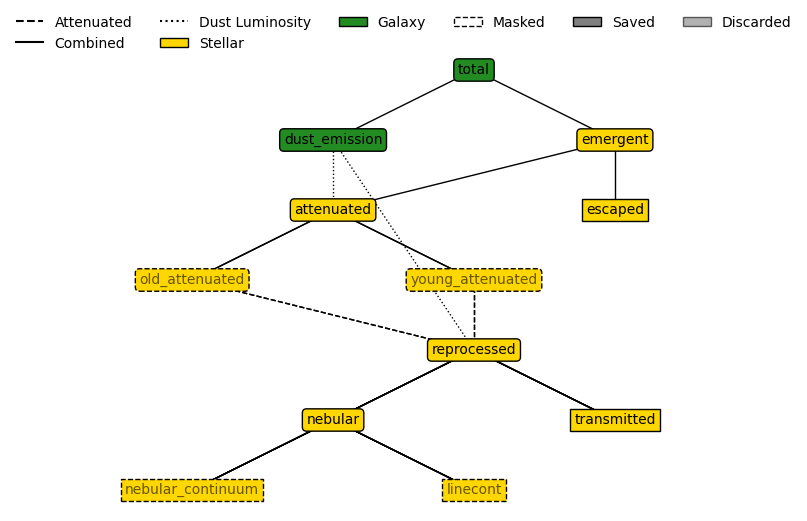 Attenuated Dust Luminosity Galaxy Masked Saved Discarded
Combined Stellar
total
dust_emission emergent
attenuated escaped
old_attenuated young_attenuated
reprocessed
nebular transmitted
nebular_continuum linecont